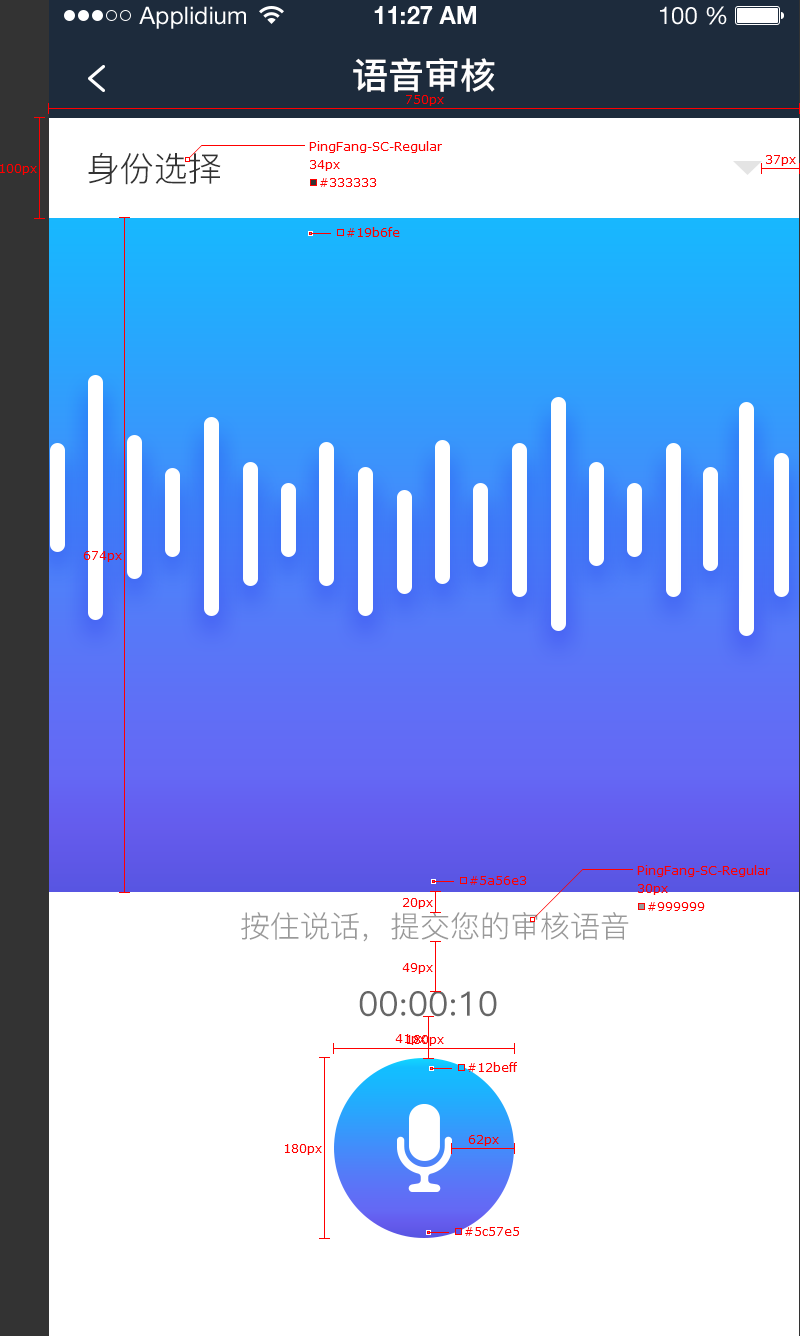 Applidium 11:27 AM 100 %
语音审核
750px
身份选择
PingFang-SC-Regular
34px
#333333
100px
37px
#19b6fe
674px
#5a56e3
PingFang-SC-Regular
30px
#999999
20px
按住说话，提交您的审核语音
49px
00:00:10
41px
180px
#12beff
180px
62px
#5c57e5